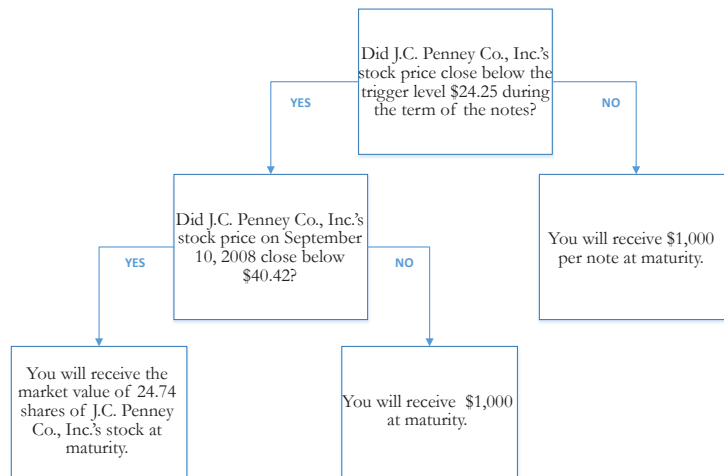 Did J.C. Penney Co., Inc.'s
stock price close below the
trigger level $24.25 during
the term of the notes?
YES
NO
Did J.C. Penney Co., Inc.'s
stock price on September
10, 2008 close below
$40.42?
You will receive $1,000
per note at maturity.
YES
NO
You will receive the
market value of 24.74
shares of J.C. Penney
Co., Inc.'s stock at
maturity.
You will receive $1,000
at maturity.